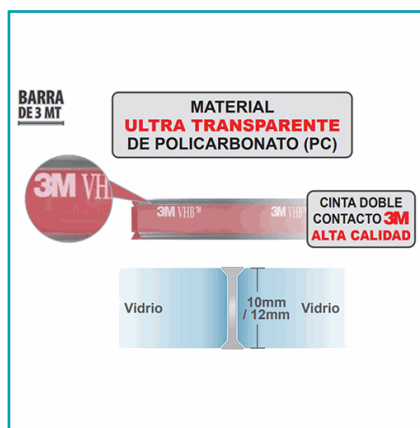 BARRA
DE 3 MT
MATERIAL
ULTRA TRANSPARENTE
DE POLICARBONATO (PC)
3M VH
3M VHB™
3M VHB
CINTA DOBLE
CONTACTO 3M
ALTA CALIDAD
Vidrio
10mm
/ 12mm
Vidrio